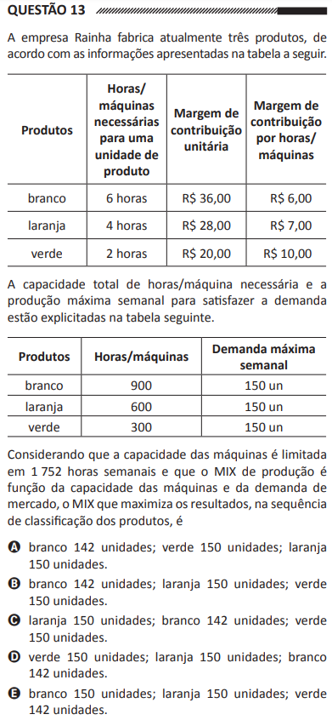 QUESTÃO 13
A empresa Rainha fabrica atualmente três produtos, de
acordo com as informações apresentadas na tabela a seguir.
Produtos
Horas/
máquinas
necessárias
para uma
unidade de
produto
Margem de
contribuição
unitária
Margem de
contribuição
por horas/
máquinas
branco 6 horas R$ 36,00 R$ 6,00
laranja 4 horas R$ 28,00 R$ 7,00
verde 2 horas R$ 20,00 R$ 10,00
A capacidade total de horas/máquina necessária e a
produção máxima semanal para satisfazer a demanda
estão explicitadas na tabela seguinte.
Produtos
Horas/máquinas
Demanda máxima
semanal
branco 900 150 un
laranja 600 150 un
verde 300 150 un
Considerando que a capacidade das máquinas é limitada
em 1 752 horas semanais e que o MIX de produção é
função da capacidade das máquinas e da demanda de
mercado, o MIX que maximiza os resultados, na sequência
de classificação dos produtos, é
A branco 142 unidades; verde 150 unidades; laranja
150 unidades.
B branco 142 unidades; laranja 150 unidades; verde
150 unidades.
C laranja 150 unidades; branco 142 unidades; verde
150 unidades.
D verde 150 unidades; laranja 150 unidades; branco
142 unidades.
E branco 150 unidades; laranja 150 unidades; verde
142 unidades.